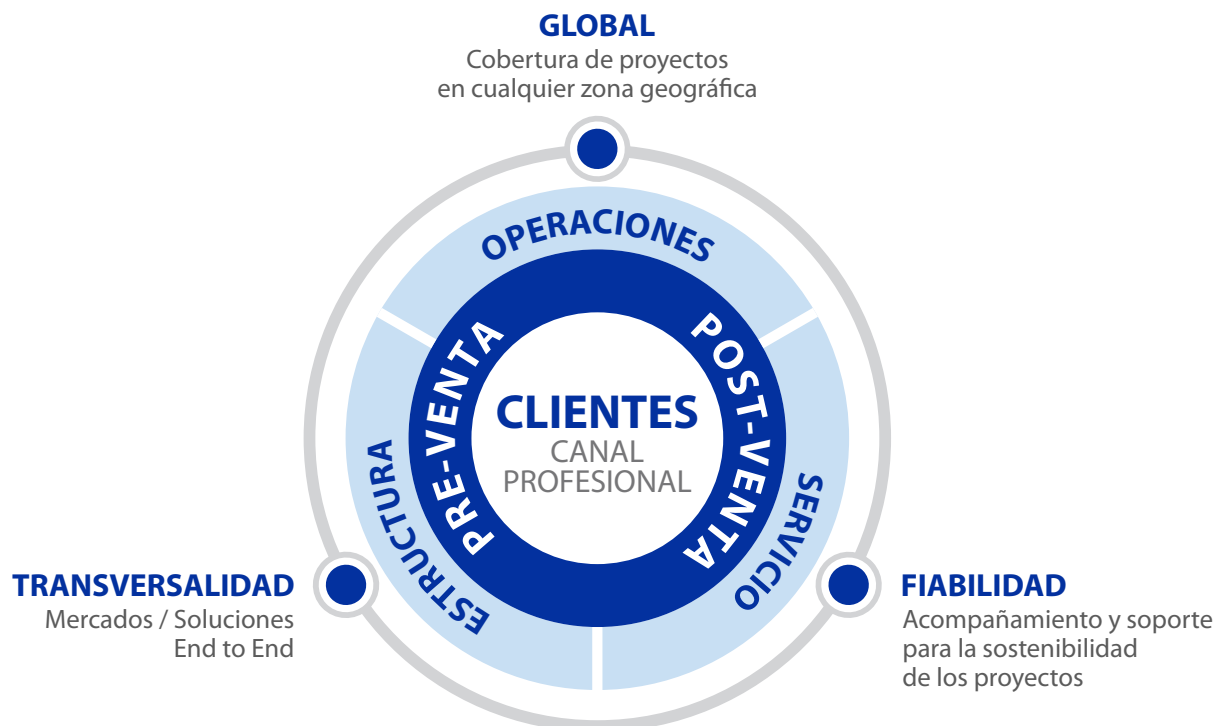 GLOBAL
Cobertura de proyectos
en cualquier zona geográfica
OPERACIONES
PRE-VENTA
POST-VENTA
CLIENTES
CANAL
PROFESIONAL
ESTRUCTURA
SERVICIO
TRANSVERSALIDAD
Mercados / Soluciones
End to End
FIABILIDAD
Acompañamiento y soporte
para la sostenibilidad
de los proyectos